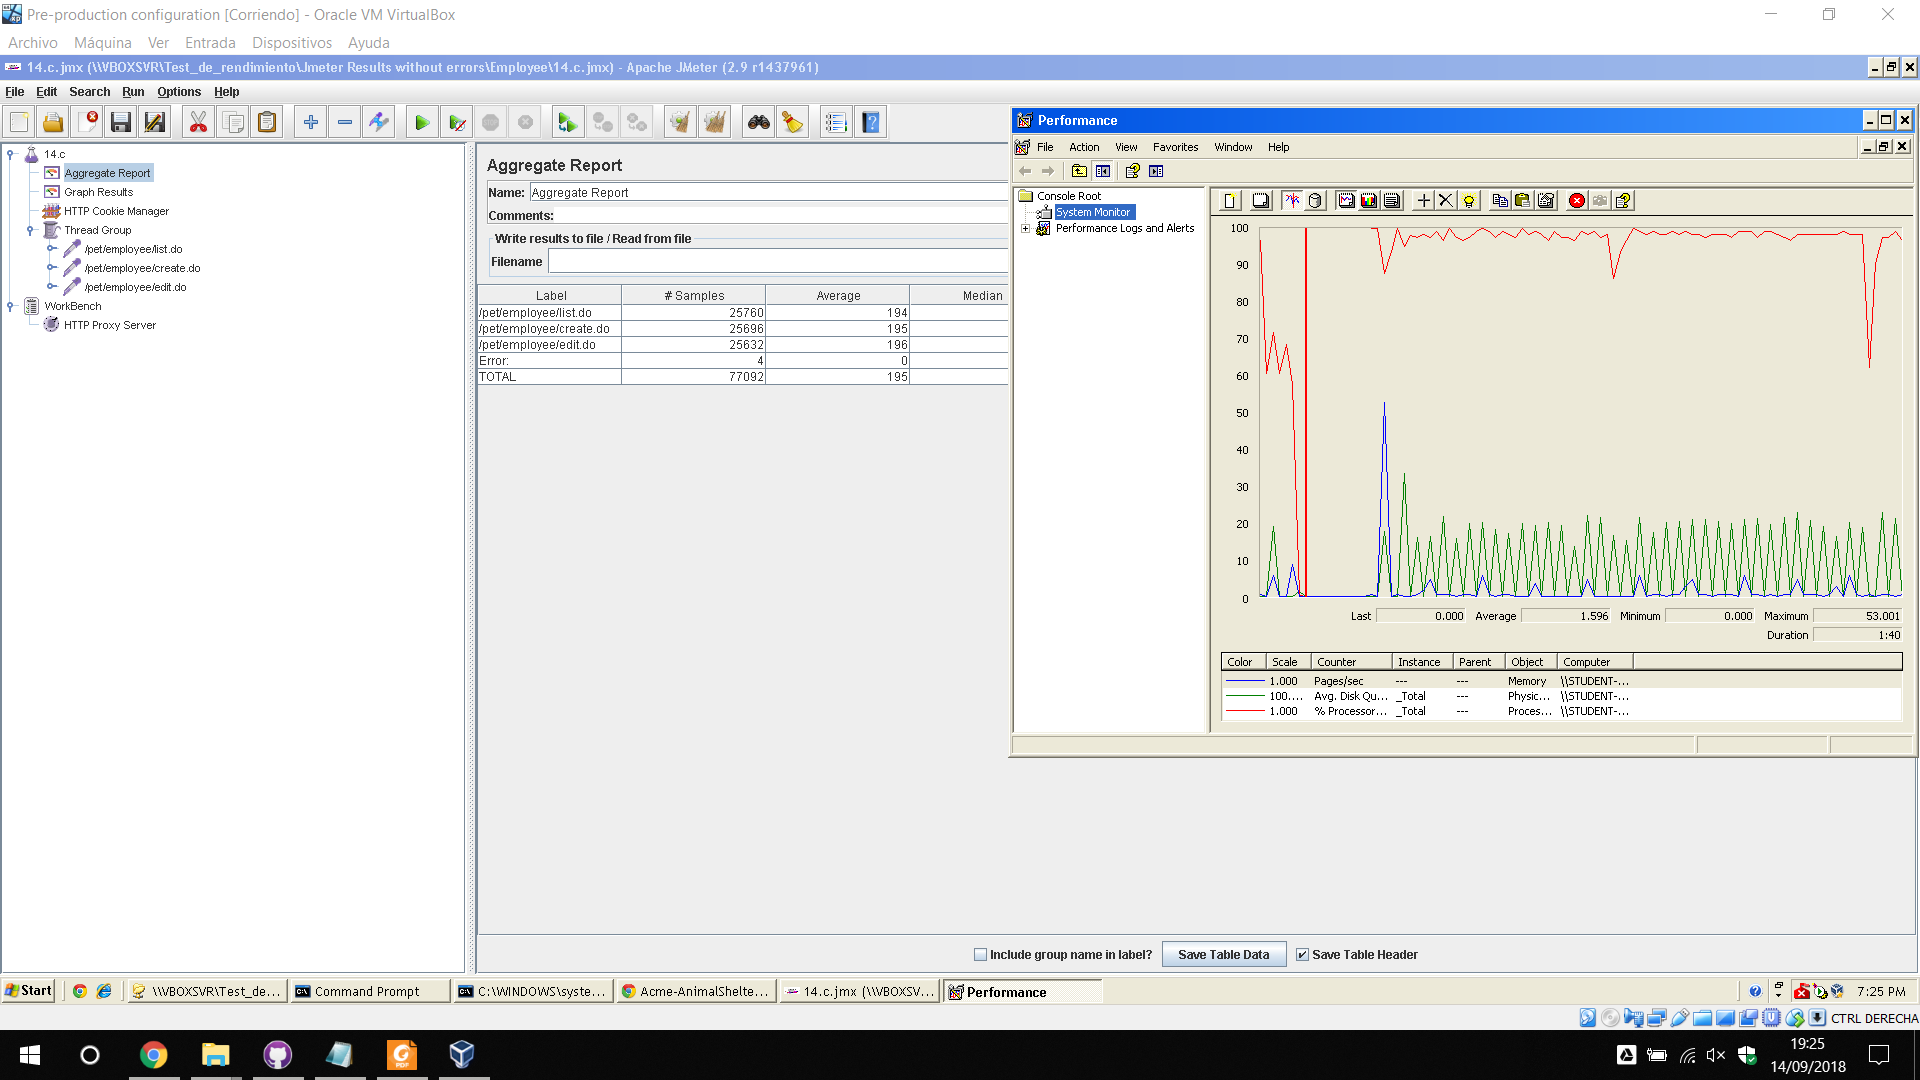 Pre-production configuration [Corriendo] - Oracle VM VirtualBox
Archivo Máquina Ver Entrada Dispositivos Ayuda
14.c.jmx (\\VBOXSVR\Test_de_rendimiento\Jmeter Results without errors\Employee\14.c.jmx) - Apache JMeter (2.9 r1437961)
File Edit Search Run Options Help
14.c
Aggregate Report
Graph Results
HTTP Cookie Manager
Thread Group
/pet/employee/list.do
/pet/employee/create.do
/pet/employee/edit.do
WorkBench
HTTP Proxy Server
Aggregate Report
Name: Aggregate Report
Comments:
Write results to file / Read from file
Filename
Label # Samples Average Median
/pet/employee/list.do 25760 194
/pet/employee/create.do 25696 195
/pet/employee/edit.do 25632 196
Error: 4 0
TOTAL 77092 195
Include group name in label? Save Table Data Save Table Header
Performance
File Action View Favorites Window Help
Console Root
System Monitor
Performance Logs and Alerts
100
90
80
70
60
50
40
30
20
10
0
Last 0.000 Average 1.596 Minimum 0.000 Maximum 53.001
Duration 1:40
Color Scale Counter Instance Parent Object Computer
1.000 Pages/sec --- --- Memory \\STUDENT-...
100.... Avg. Disk Qu... _Total --- Physic... \\STUDENT-...
1.000 % Processor... _Total --- Proces... \\STUDENT-...
Start \\VBOXSVR\Test_de... Command Prompt C:\WINDOWS\syste... Acme-AnimalShelte... 14.c.jmx (\\VBOXSV... Performance 7:25 PM
CTRL DERECHA
19:25
14/09/2018